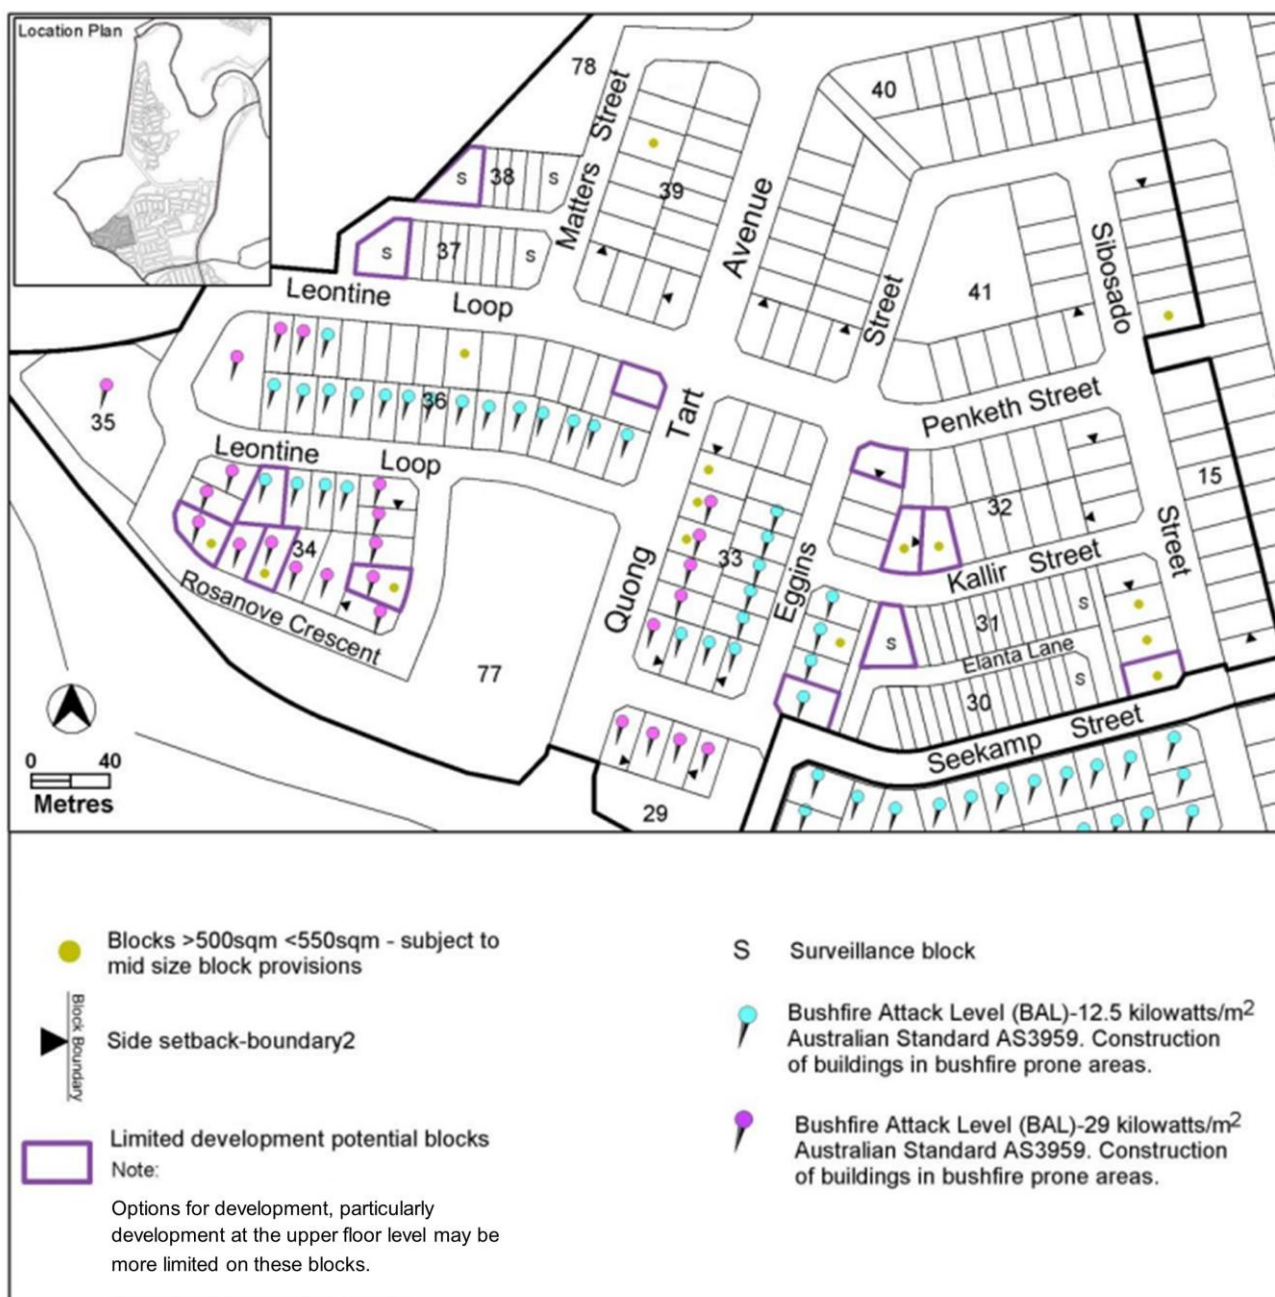 Location Plan
78
Matters Street
40
S
38
S
39
Avenue
S
37
S
Sibosado
Street
41
Leontine Loop
Street
36
Tart
Penketh Street
35
Leontine Loop
15
32
34
33
Quong
Eggins
Kallir Street
Street
Rosanove Crescent
S
31
S
Elanta Lane
77
30
S
Seekamp Street
0 40
Metres
29
Blocks >500sqm <550sqm - subject to
mid size block provisions
Block Boundary
Side setback-boundary2
Limited development potential blocks
Note:
Options for development, particularly
development at the upper floor level may be
more limited on these blocks.
S Surveillance block
Bushfire Attack Level (BAL)-12.5 kilowatts/m2
Australian Standard AS3959. Construction
of buildings in bushfire prone areas.
Bushfire Attack Level (BAL)-29 kilowatts/m2
Australian Standard AS3959. Construction
of buildings in bushfire prone areas.